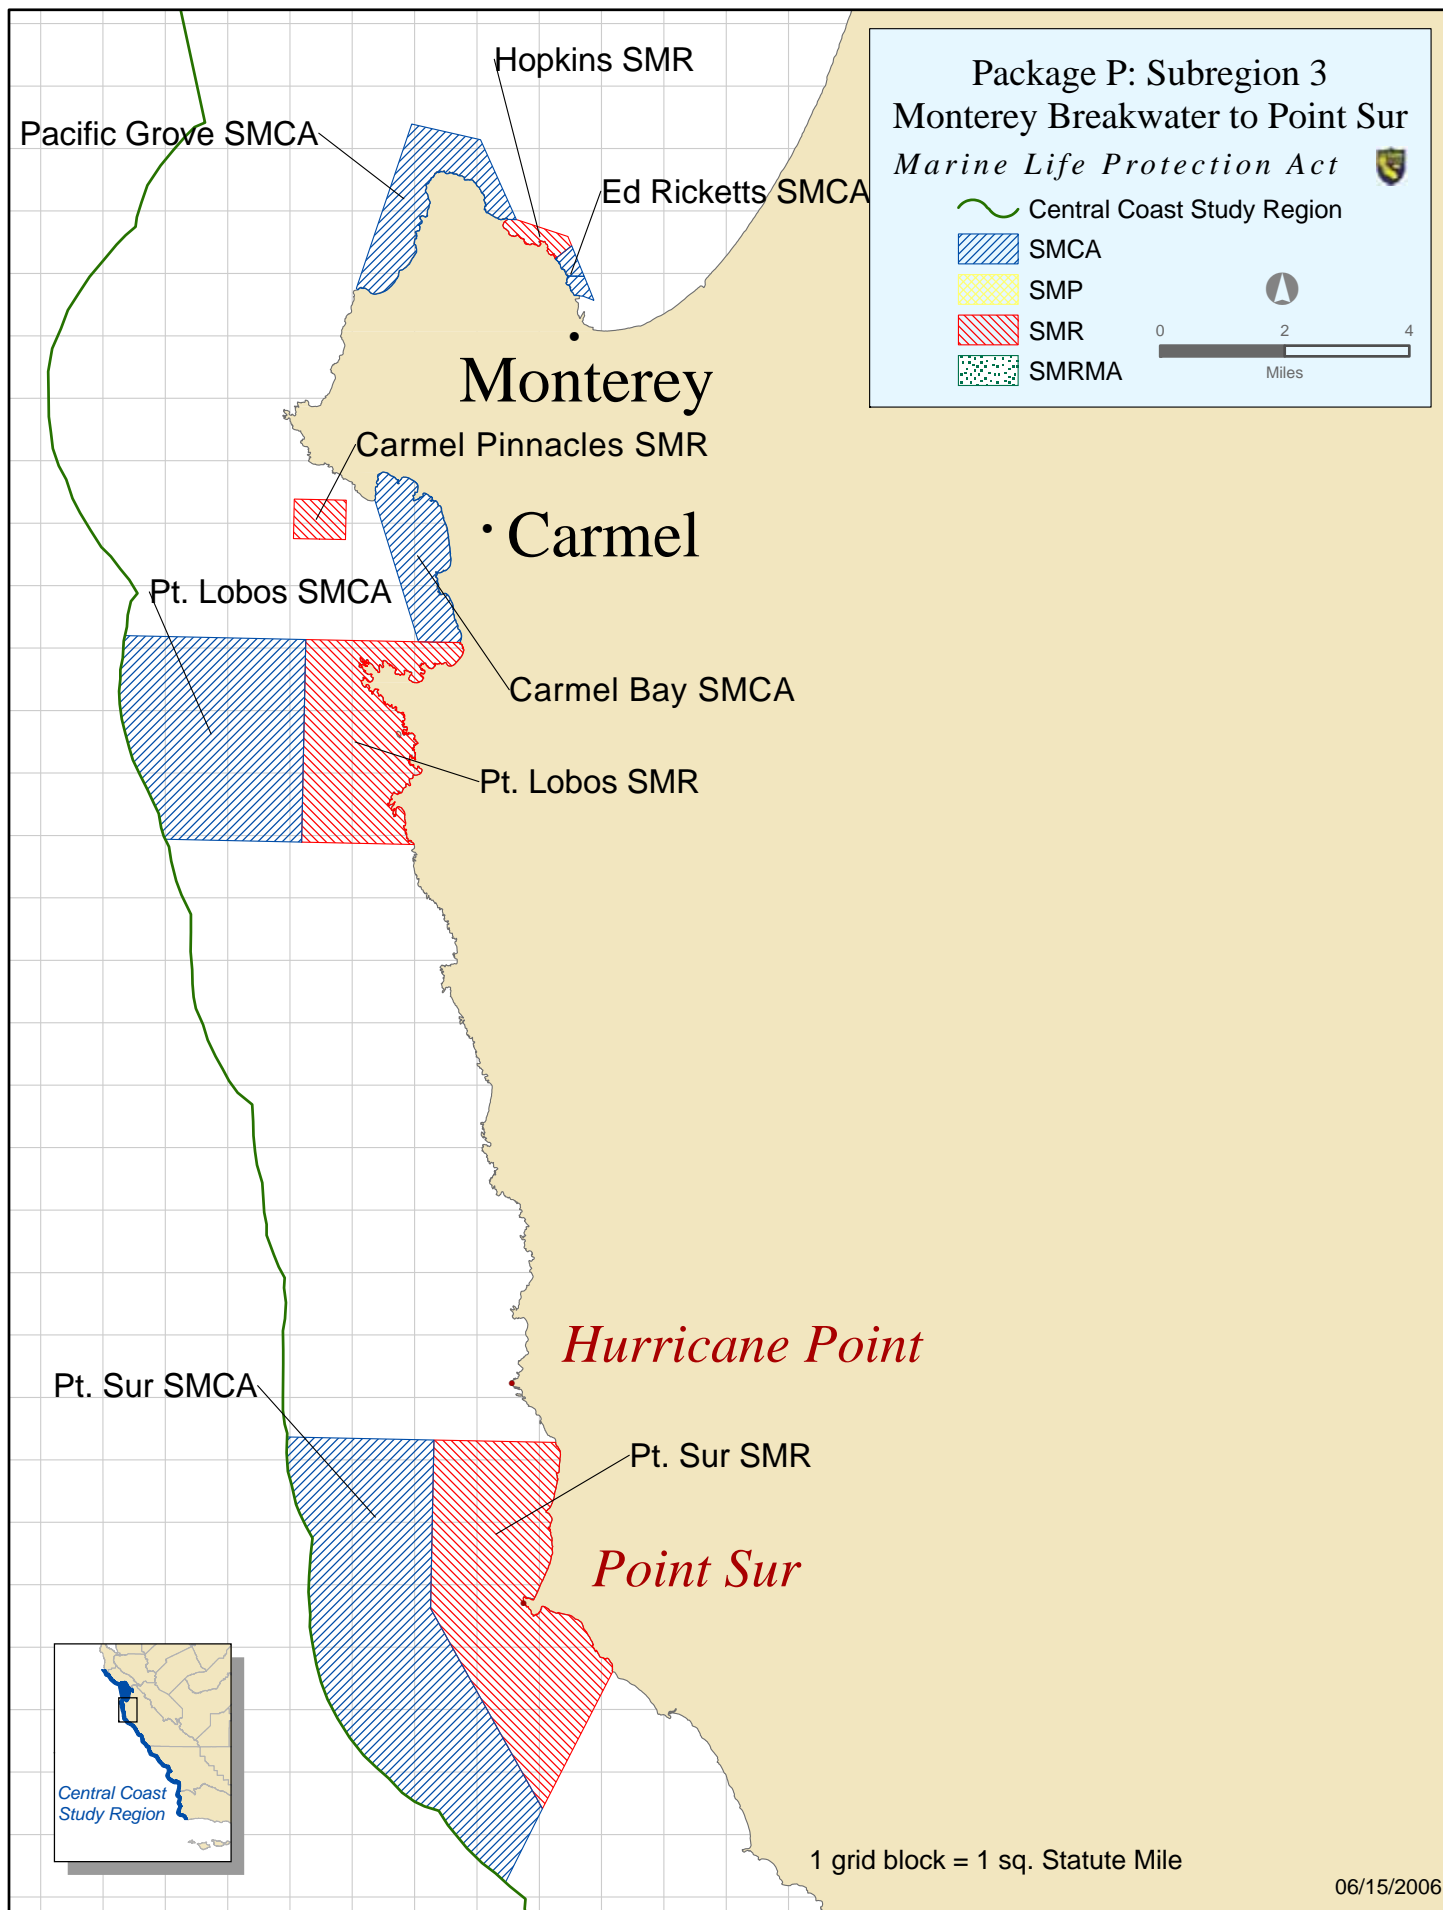 Package P: Subregion 3
Monterey Breakwater to Point Sur
Marine Life Protection Act
Central Coast Study Region
SMCA
SMP
SMR
SMRMA
0 2 4
Miles
Hopkins SMR
Pacific Grove SMCA
Ed Ricketts SMCA
Monterey
Carmel Pinnacles SMR
Carmel
Pt. Lobos SMCA
Carmel Bay SMCA
Pt. Lobos SMR
Hurricane Point
Pt. Sur SMCA
Pt. Sur SMR
Point Sur
Central Coast
Study Region
1 grid block = 1 sq. Statute Mile
06/15/2006